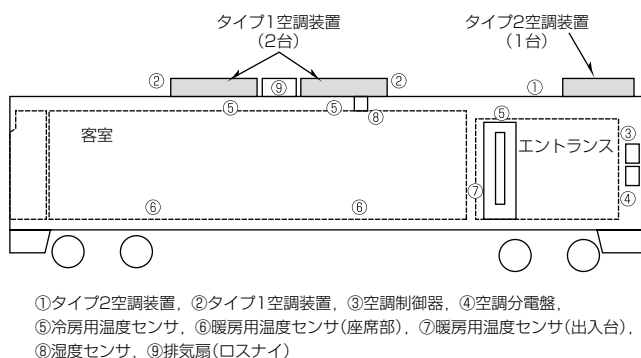 タイプ1空調装置
(2台)
タイプ2空調装置
(1台)
②
⑨
②
①
⑤
⑤
⑧
⑤
③
客室
エントランス
⑦
④
⑥
⑥
①タイプ2空調装置，②タイプ1空調装置，③空調制御器，④空調分電盤，
⑤冷房用温度センサ，⑥暖房用温度センサ(座席部)，⑦暖房用温度センサ(出入台)，
⑧湿度センサ，⑨排気扇(ロスナイ)